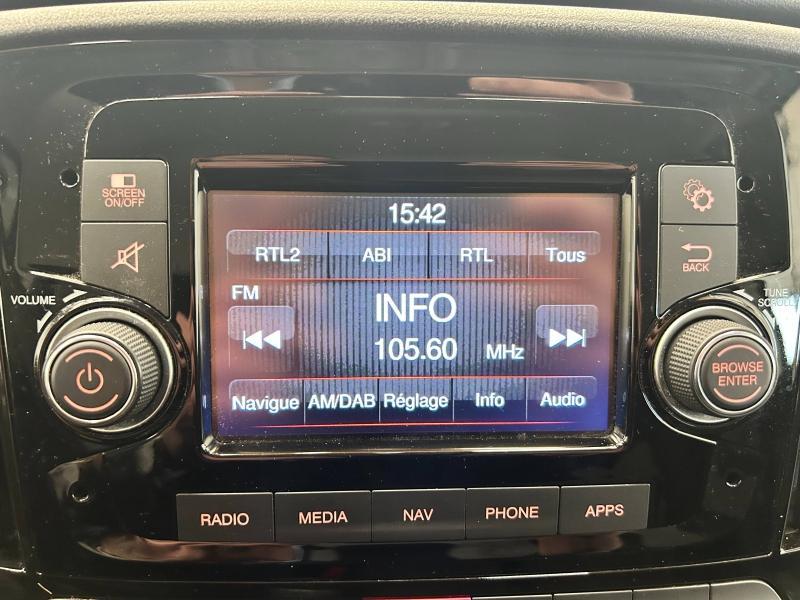 15:42
SCREEN
ON/OFF
RTL2 ABI RTL Tous
BACK
FM
INFO
105.60 MHz
VOLUME
TUNE
SCROLL
BROWSE
ENTER
Navigue AM/DAB Réglage Info Audio
RADIO MEDIA NAV PHONE APPS